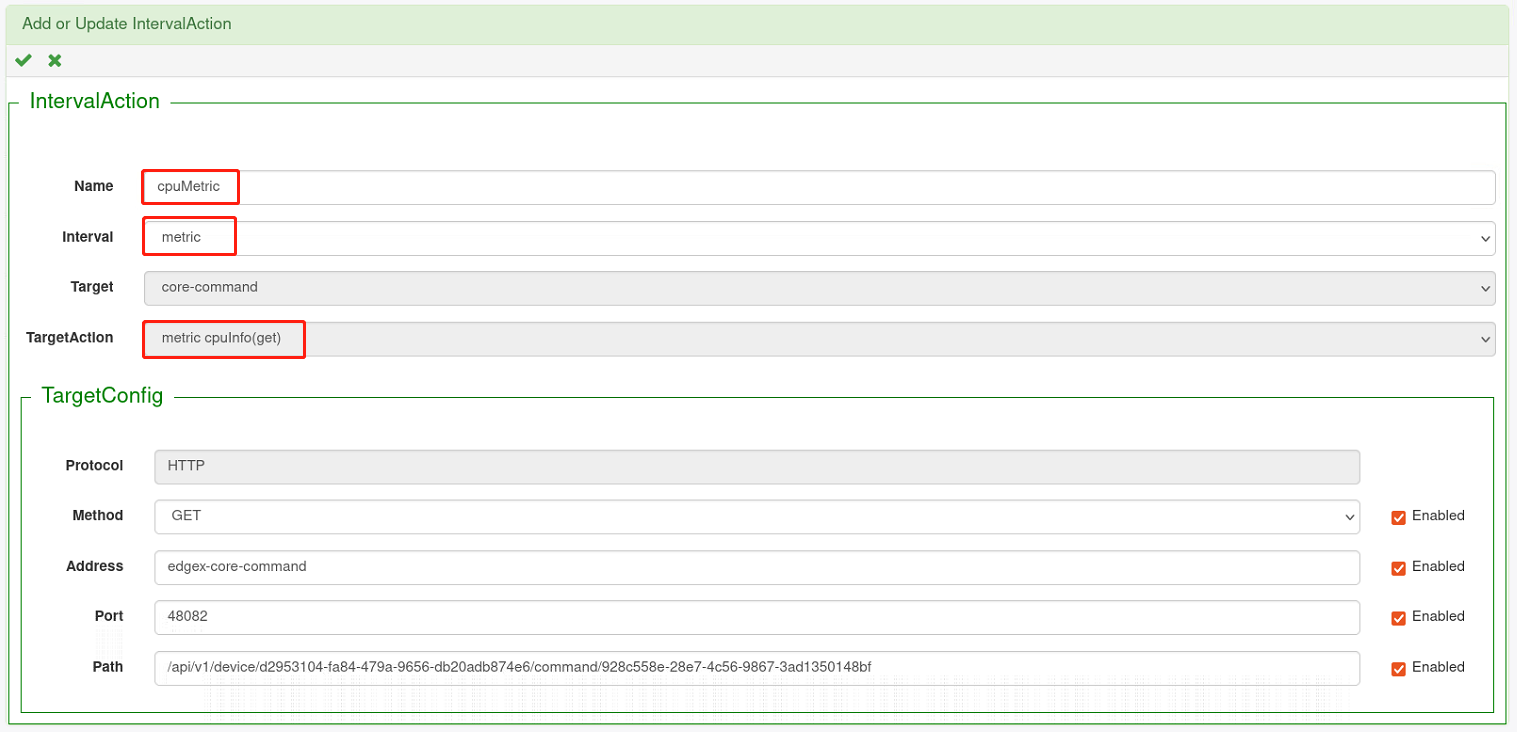 Add or Update IntervalAction
IntervalAction
Name cpuMetric
Interval metric
Target core-command
TargetAction metric cpuInfo(get)
TargetConfig
Protocol HTTP
Method GET Enabled
Address edgex-core-command Enabled
Port 48082 Enabled
Path /api/v1/device/d2953104-fa84-479a-9656-db20adb874e6/command/928c558e-28e7-4c56-9867-3ad1350148bf Enabled